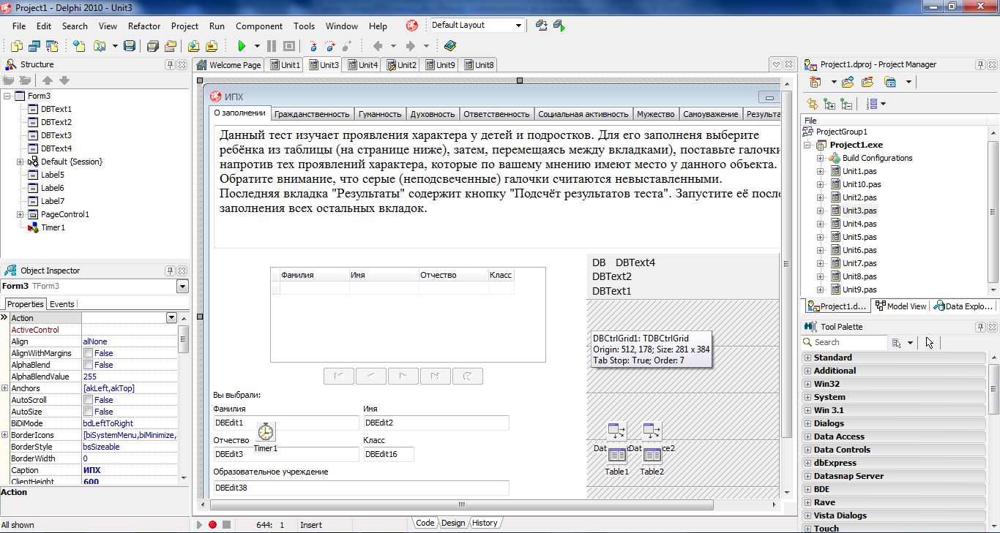 Project1 - Delphi 2010 - Unit3
File Edit Search View Refactor Project Run Component Tools Window Help Default Layout
Structure
Form3
DBText1
DBText2
DBText3
DBText4
Default {Session}
Label5
Label6
Label7
PageControl1
Timer1
Object Inspector
Form3 TForm3
Properties Events
Action
ActiveControl
Align alNone
AlignWithMargins False
AlphaBlend False
AlphaBlendValue 255
Anchors [akLeft,akTop]
AutoScroll False
AutoSize False
BiDiMode bdLeftToRight
BorderIcons [biSystemMenu,biMinimize,
BorderStyle bsSizeable
BorderWidth 0
Caption ИПХ
ClientHeight 600
Action
All shown
Welcome Page Unit1 Unit3 Unit4 Unit2 Unit9 Unit8
ИПХ
О заполнении Гражданственность Гуманность Духовность Ответственность Социальная активность Мужество Самоуважение Результа
Данный тест изучает проявления характера у детей и подростков. Для его заполненя выберите
ребёнка из таблицы (на странице ниже), затем, перемещаясь между вкладками), поставьте галочки
напротив тех проявлений характера, которые по вашему мнению имеют место у данного объекта.
Обратите внимание, что серые (неподсвеченные) галочки считаются невыставленными.
Последняя вкладка "Результаты" содержит кнопку "Подсчёт результатов теста". Запустите её после
заполнения всех остальных вкладок.
Фамилия Имя Отчество Класс
DB DBText4
DBText2
DBText1
DBCtrlGrid1: TDBCtrlGrid
Origin: 512, 178; Size: 281 x 384
Tab Stop: True; Order: 7
Вы выбрали:
Фамилия Имя
DBEdit1 DBEdit2
Timer1
Отчество Класс
DBEdit3 DBEdit16
Образовательное учреждение
DBEdit38
Dat Dat ce2
Table1 Table2
644: 1 Insert
Code Design History
Project1.dproj - Project Manager
File
ProjectGroup1
Project1.exe
Build Configurations
Unit1.pas
Unit10.pas
Unit2.pas
Unit3.pas
Unit4.pas
Unit5.pas
Unit6.pas
Unit7.pas
Unit8.pas
Unit9.pas
Project1.d... Model View Data Explo...
Tool Palette
Search
Standard
Additional
Win32
System
Win 3.1
Dialogs
Data Access
Data Controls
dbExpress
Datasnap Server
BDE
Rave
Vista Dialogs
Touch